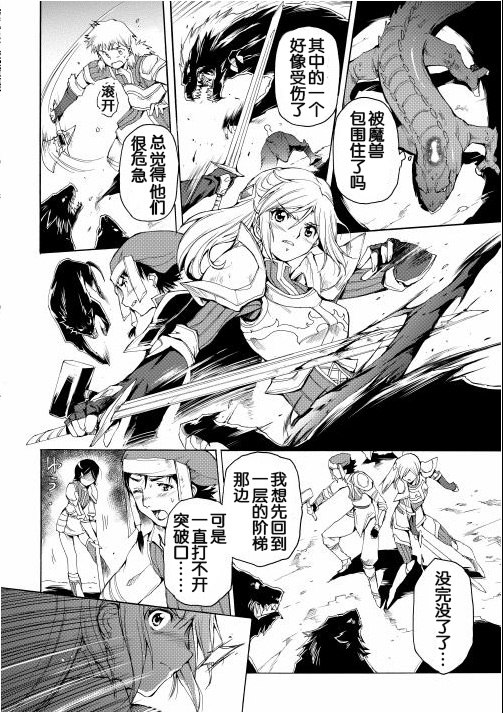 被魔兽
包围住了吗
其中的一个
好像受伤了
滚开
总觉得他们
很危急
没完没了了…
我想先回到
一层的阶梯
那边
可是
一直打不开
突破口……
ゆら